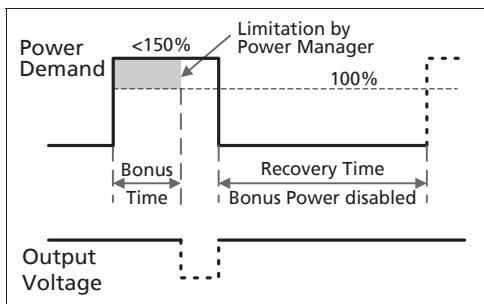 Power
Demand
<150%
Limitation by
Power Manager
100%
Bonus
Time
Recovery Time
Bonus Power disabled
Output
Voltage